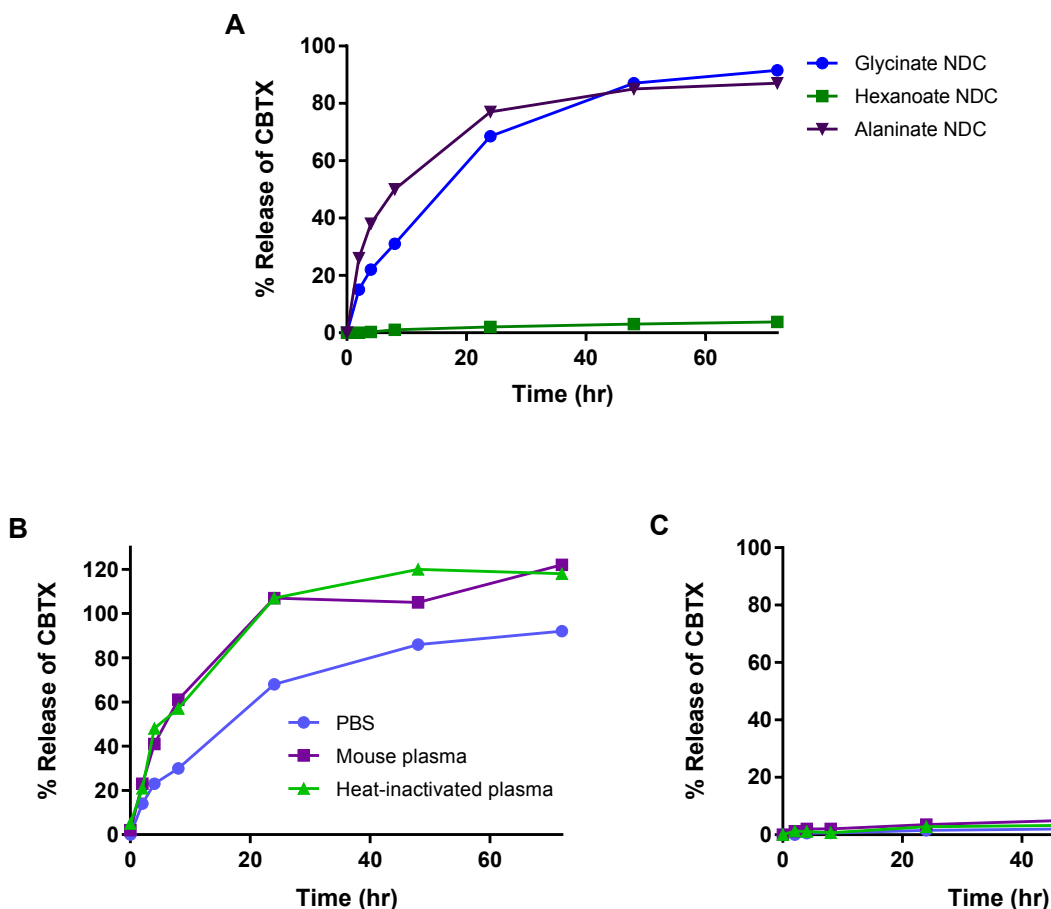 A
% Release of CBTX
100
80
60
40
20
0
0 20 40 60
Time (hr)
Glycinate NDC
Hexanoate NDC
Alaninate NDC
B
% Release of CBTX
120
100
80
60
40
20
0
0 20 40 60
Time (hr)
PBS
Mouse plasma
Heat-inactivated plasma
C
% Release of CBTX
100
80
60
40
20
0
0 20 40
Time (hr)